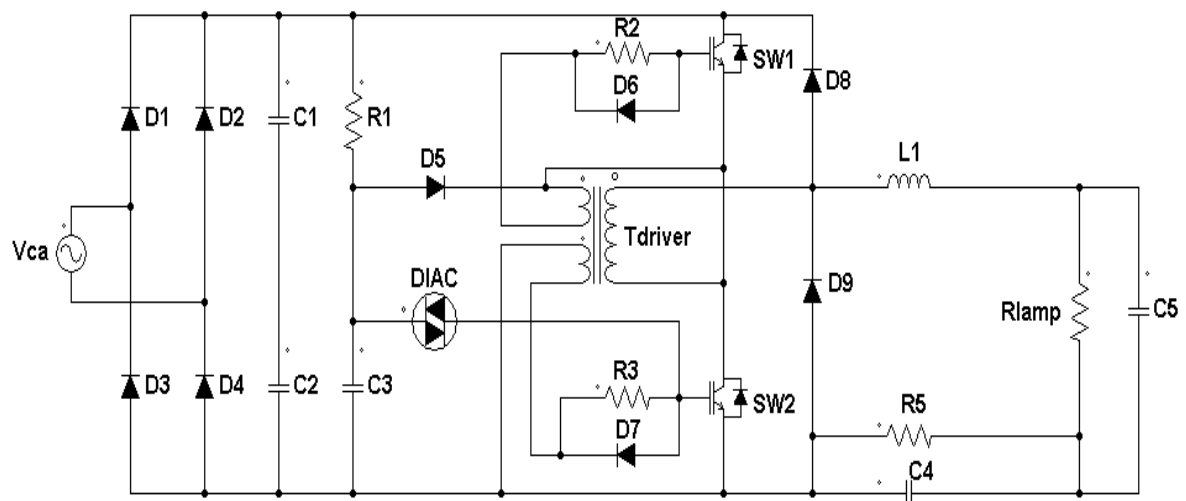 R2
SW1
D6
D8
D1
D2
C1
R1
L1
D5
Vca
Tdriver
DIAC
D9
Rlamp
C5
D3
D4
C2
C3
R3
SW2
D7
R5
C4